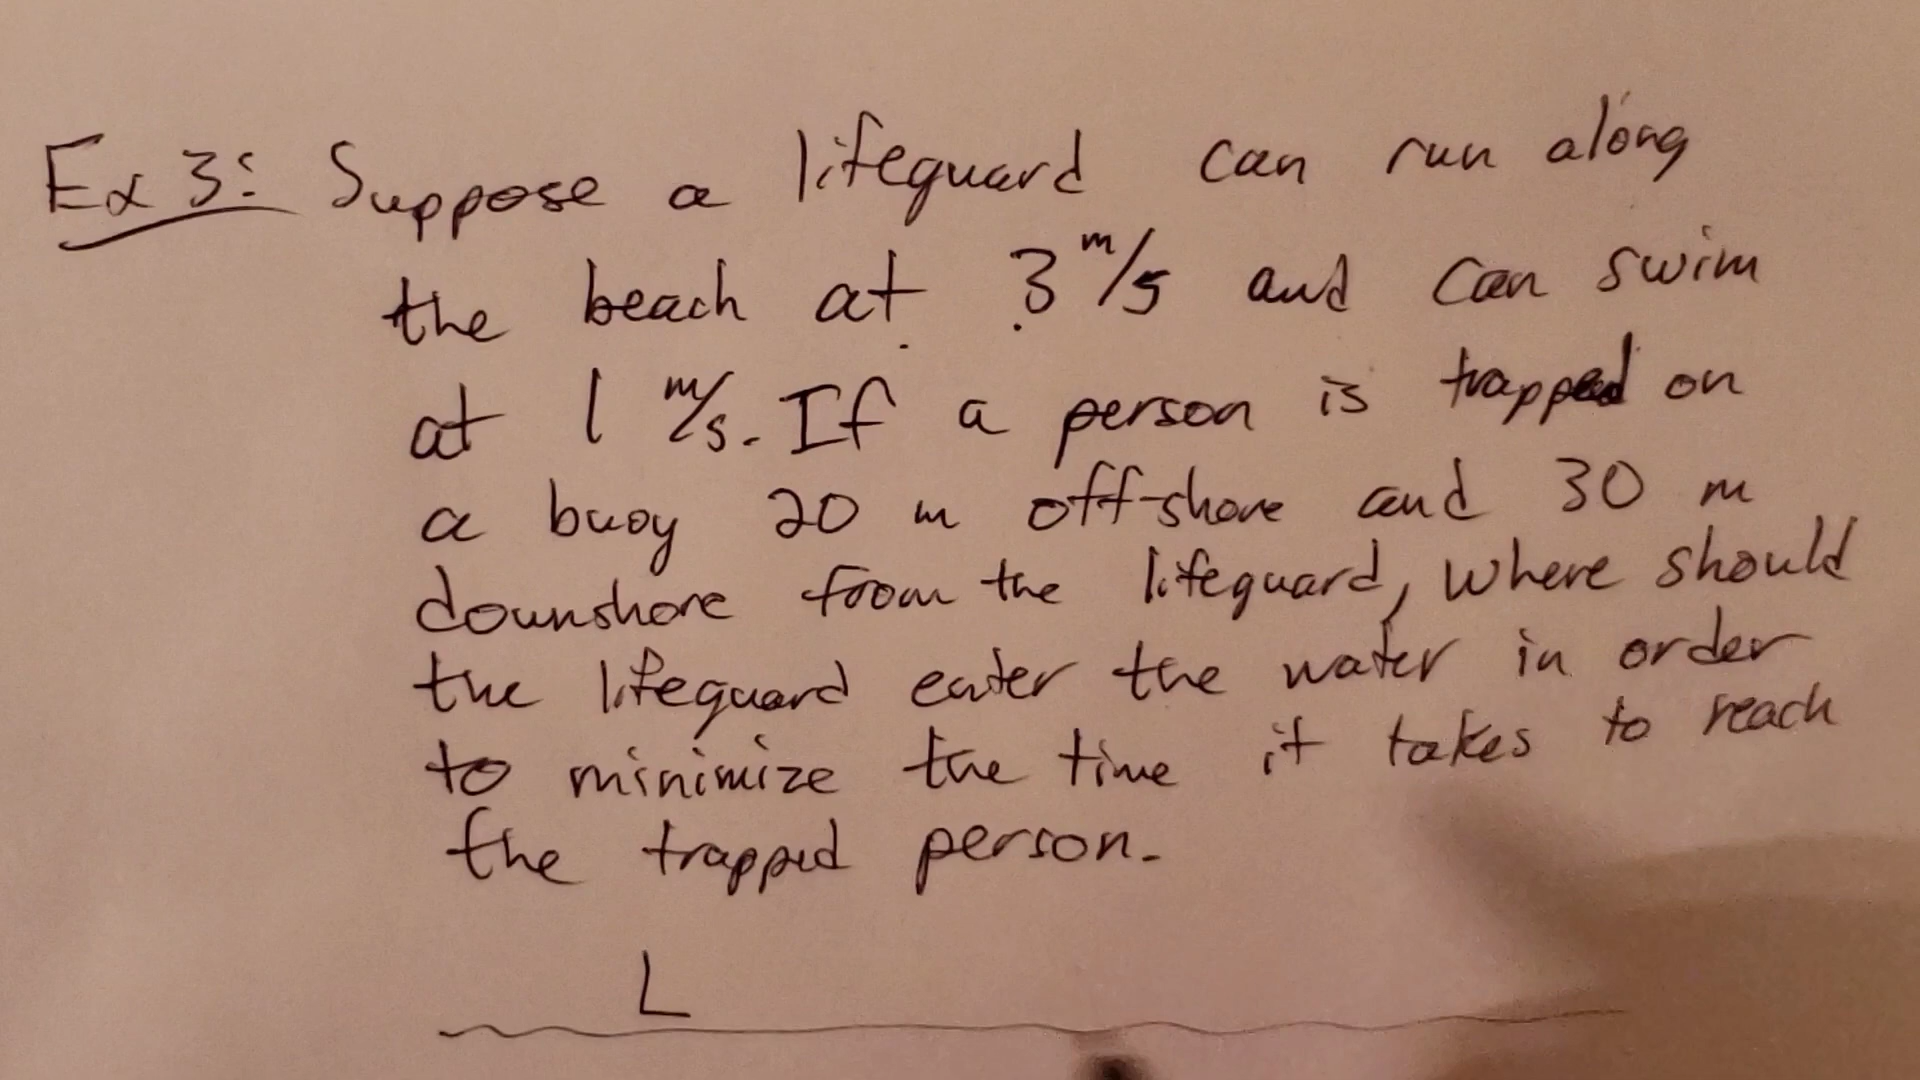 Ex 3: Suppose a lifeguard can run along
the beach at 3 m/s and can swim
at 1 m/s. If a person is trapped on
a buoy 20 m off-shore and 30 m
downshore from the lifeguard, where should
the lifeguard enter the water in order
to minimize the time it takes to reach
the trapped person.
L